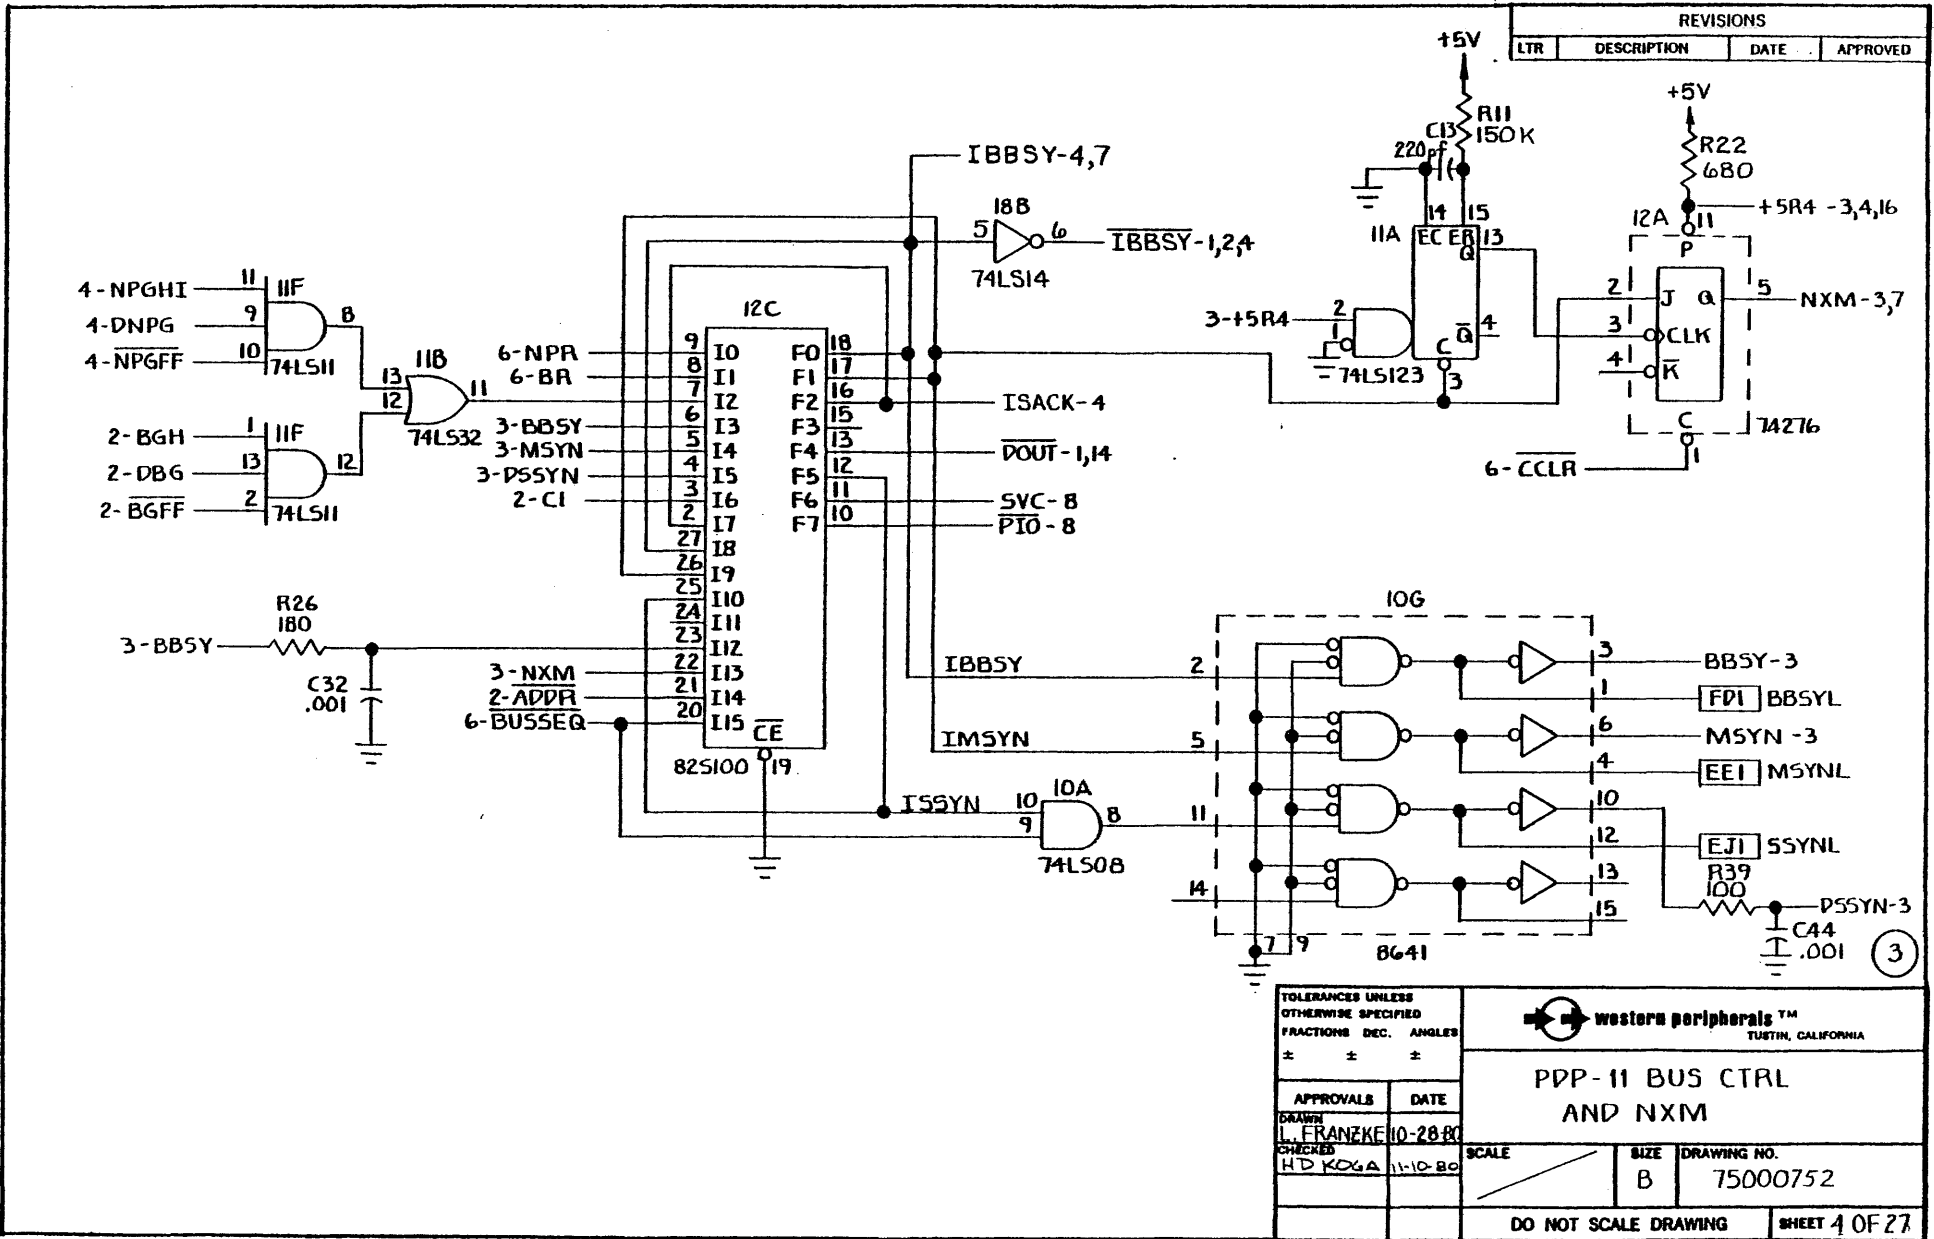 REVISIONS
LTR DESCRIPTION DATE APPROVED
+5V
R11
150K
C13
220pf
14 15
11A EC ER 13
Q
3-+5R4 2
1
Q̅ 4
74LS123
C
3
+5V
R22
680
+5R4 -3,4,16
12A 11
P
2 J Q 5 NXM-3,7
3 CLK
4 K̅
C 74276
1
6-C̅C̅L̅R̅
IBBSY-4,7
18B
5 6 I̅B̅B̅S̅Y̅-1,2,4
74LS14
4-NPGHI 11 11F
4-DNPG 9 8
4-N̅P̅G̅F̅F̅ 10
74LS11
11B
13
12 11
74LS32
2-BGH 1 11F
2-DBG 13 12
2-B̅G̅F̅F̅ 2
74LS11
12C
6-NPR 9 I0 F0 18
6-BR 8 I1 F1 17
7 I2 F2 16 ISACK-4
3-BBSY 6 I3 F3 15
3-MSYN 5 I4 F4 13 D̅O̅U̅T̅-1,14
3-DSSYN 4 I5 F5 12
2-C1 3 I6 F6 11 SVC-8
2 I7 F7 10 P̅I̅O̅-8
27 I8
26 I9
25 I10
24 I11
23 I12
22 I13
21 I14
20 I15
C̅E̅
82S100 19
R26
180
3-BBSY
C32
.001
3-NXM
2-A̅D̅D̅R̅
6-B̅U̅S̅S̅E̅Q̅
10G
IBBSY 2 3 BBSY-3
1 FD1 BBSYL
IMSYN 5 6 MSYN-3
4 EE1 MSYNL
ISSYN 10 10A
9 8
74LS08
11 10
12 EJ1 SSYNL
14 13
15
7 9 8641
R39
100
DSSYN-3
C44
.001
3
TOLERANCES UNLESS
OTHERWISE SPECIFIED
FRACTIONS DEC. ANGLES
± ± ±
western peripherals ™
TUSTIN, CALIFORNIA
PDP-11 BUS CTRL
AND NXM
APPROVALS DATE
DRAWN
L. FRANZKE 10-28-80
CHECKED
HD KOGA 11-10-80
SCALE SIZE DRAWING NO.
B 75000752
DO NOT SCALE DRAWING SHEET 4 OF 27